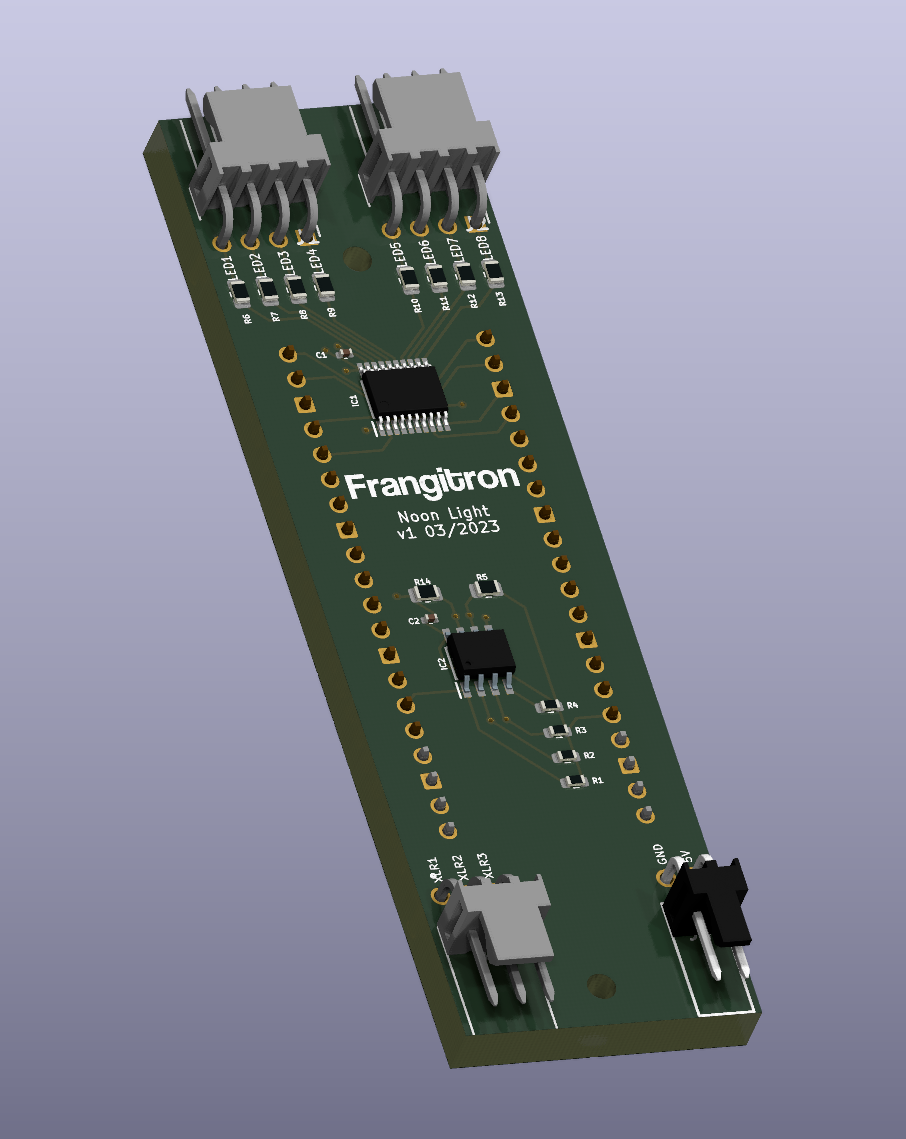 LED1 LED2 LED3 LED4 LED5 LED6 LED7 LED8
R6 R7 R8 R9 R10 R11 R12 R13
C1
IC1
Frangitron
Noon Light
v1 03/2023
R14 R5
C2
IC2
R4
R3
R2
R1
XLR1 XLR2 XLR3 GND 5V